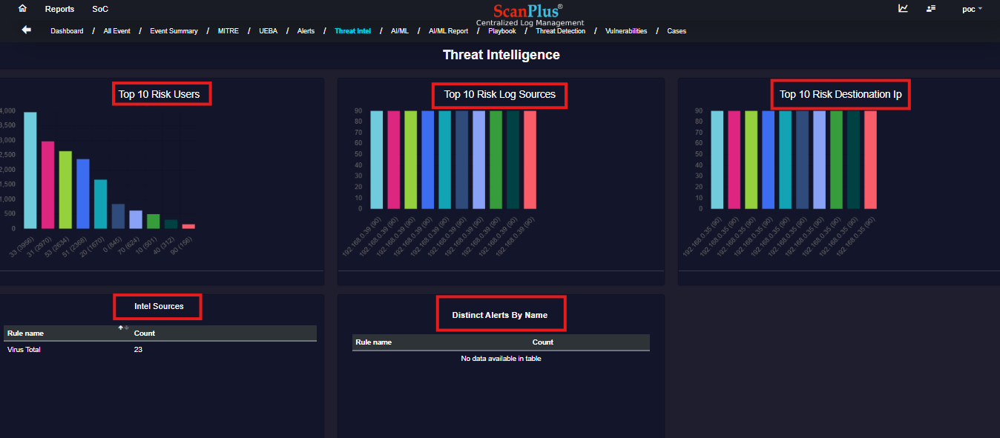 Reports SoC
ScanPlus®
Centralized Log Management
poc
Dashboard / All Event / Event Summary / MITRE / UEBA / Alerts / Threat Intel / AI/ML / AI/ML Report / Playbook / Threat Detection / Vulnerabilities / Cases
Threat Intelligence
Top 10 Risk Users
4,000
3,500
3,000
2,500
2,000
1,500
1,000
500
0
33 (3956) 31 (2970) 53 (2634) 51 (2368) 20 (1670) 0 (845) 70 (624) 10 (501) 40 (312) 90 (156)
Top 10 Risk Log Sources
90
80
70
60
50
40
30
20
10
0
192.168.0.39 (90) 192.168.0.39 (90) 192.168.0.39 (90) 192.168.0.39 (90) 192.168.0.39 (90) 192.168.0.39 (90) 192.168.0.39 (90) 192.168.0.39 (90) 192.168.0.39 (90) 192.168.0.39 (90)
Top 10 Risk Destionation Ip
90
80
70
60
50
40
30
20
10
0
192.168.0.35 (90) 192.168.0.35 (90) 192.168.0.35 (90) 192.168.0.35 (90) 192.168.0.35 (90) 192.168.0.35 (90) 192.168.0.35 (90) 192.168.0.35 (90) 192.168.0.35 (90) 192.168.0.35 (90)
Intel Sources
Rule name Count
Virus Total 23
Distinct Alerts By Name
Rule name Count
No data available in table